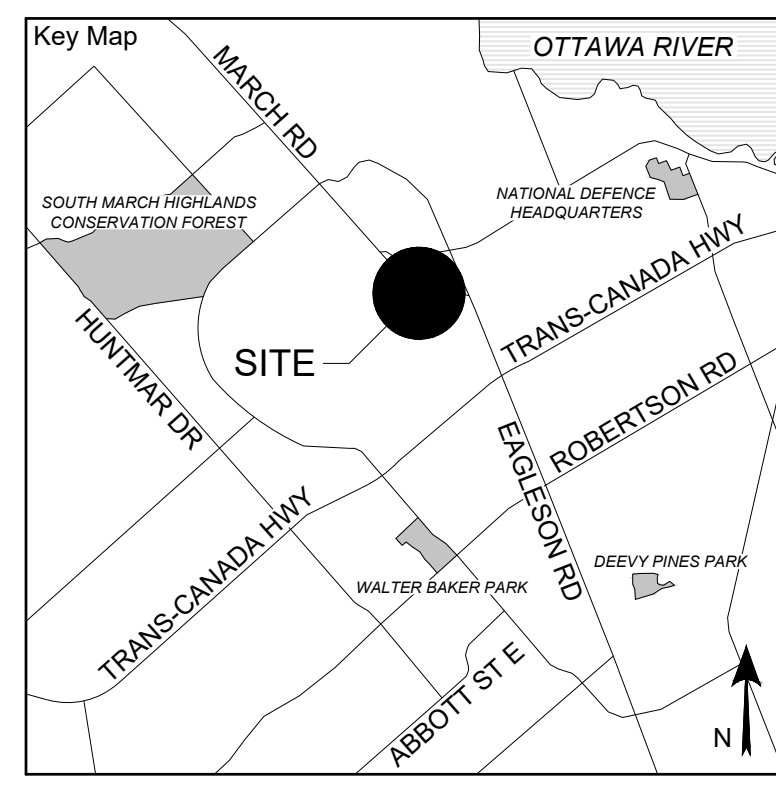 Key Map
OTTAWA RIVER
MARCH RD
SOUTH MARCH HIGHLANDS
CONSERVATION FOREST
NATIONAL DEFENCE
HEADQUARTERS
TRANS-CANADA HWY
HUNTMAR DR
SITE
ROBERTSON RD
EAGLESON RD
TRANS-CANADA HWY
WALTER BAKER PARK
DEEVY PINES PARK
ABBOTT ST E
N